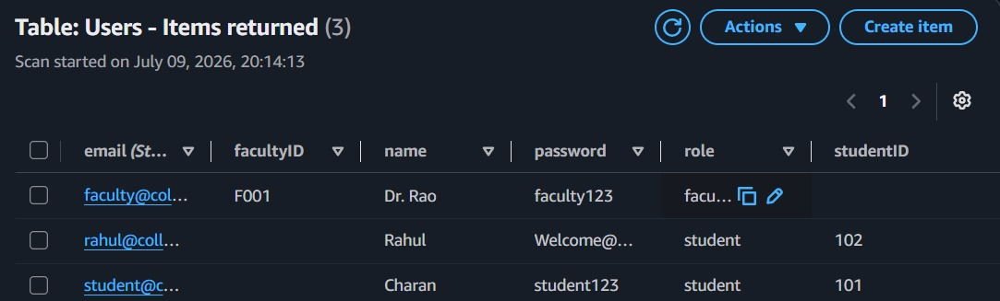 Table: Users - Items returned (3)
Actions
Create item
Scan started on July 09, 2026, 20:14:13
1
email (St... factoryID name password role studentID
faculty@col... F001 Dr. Rao faculty123 facu...
rahul@coll... Rahul Welcome@... student 102
student@c... Charan student123 student 101